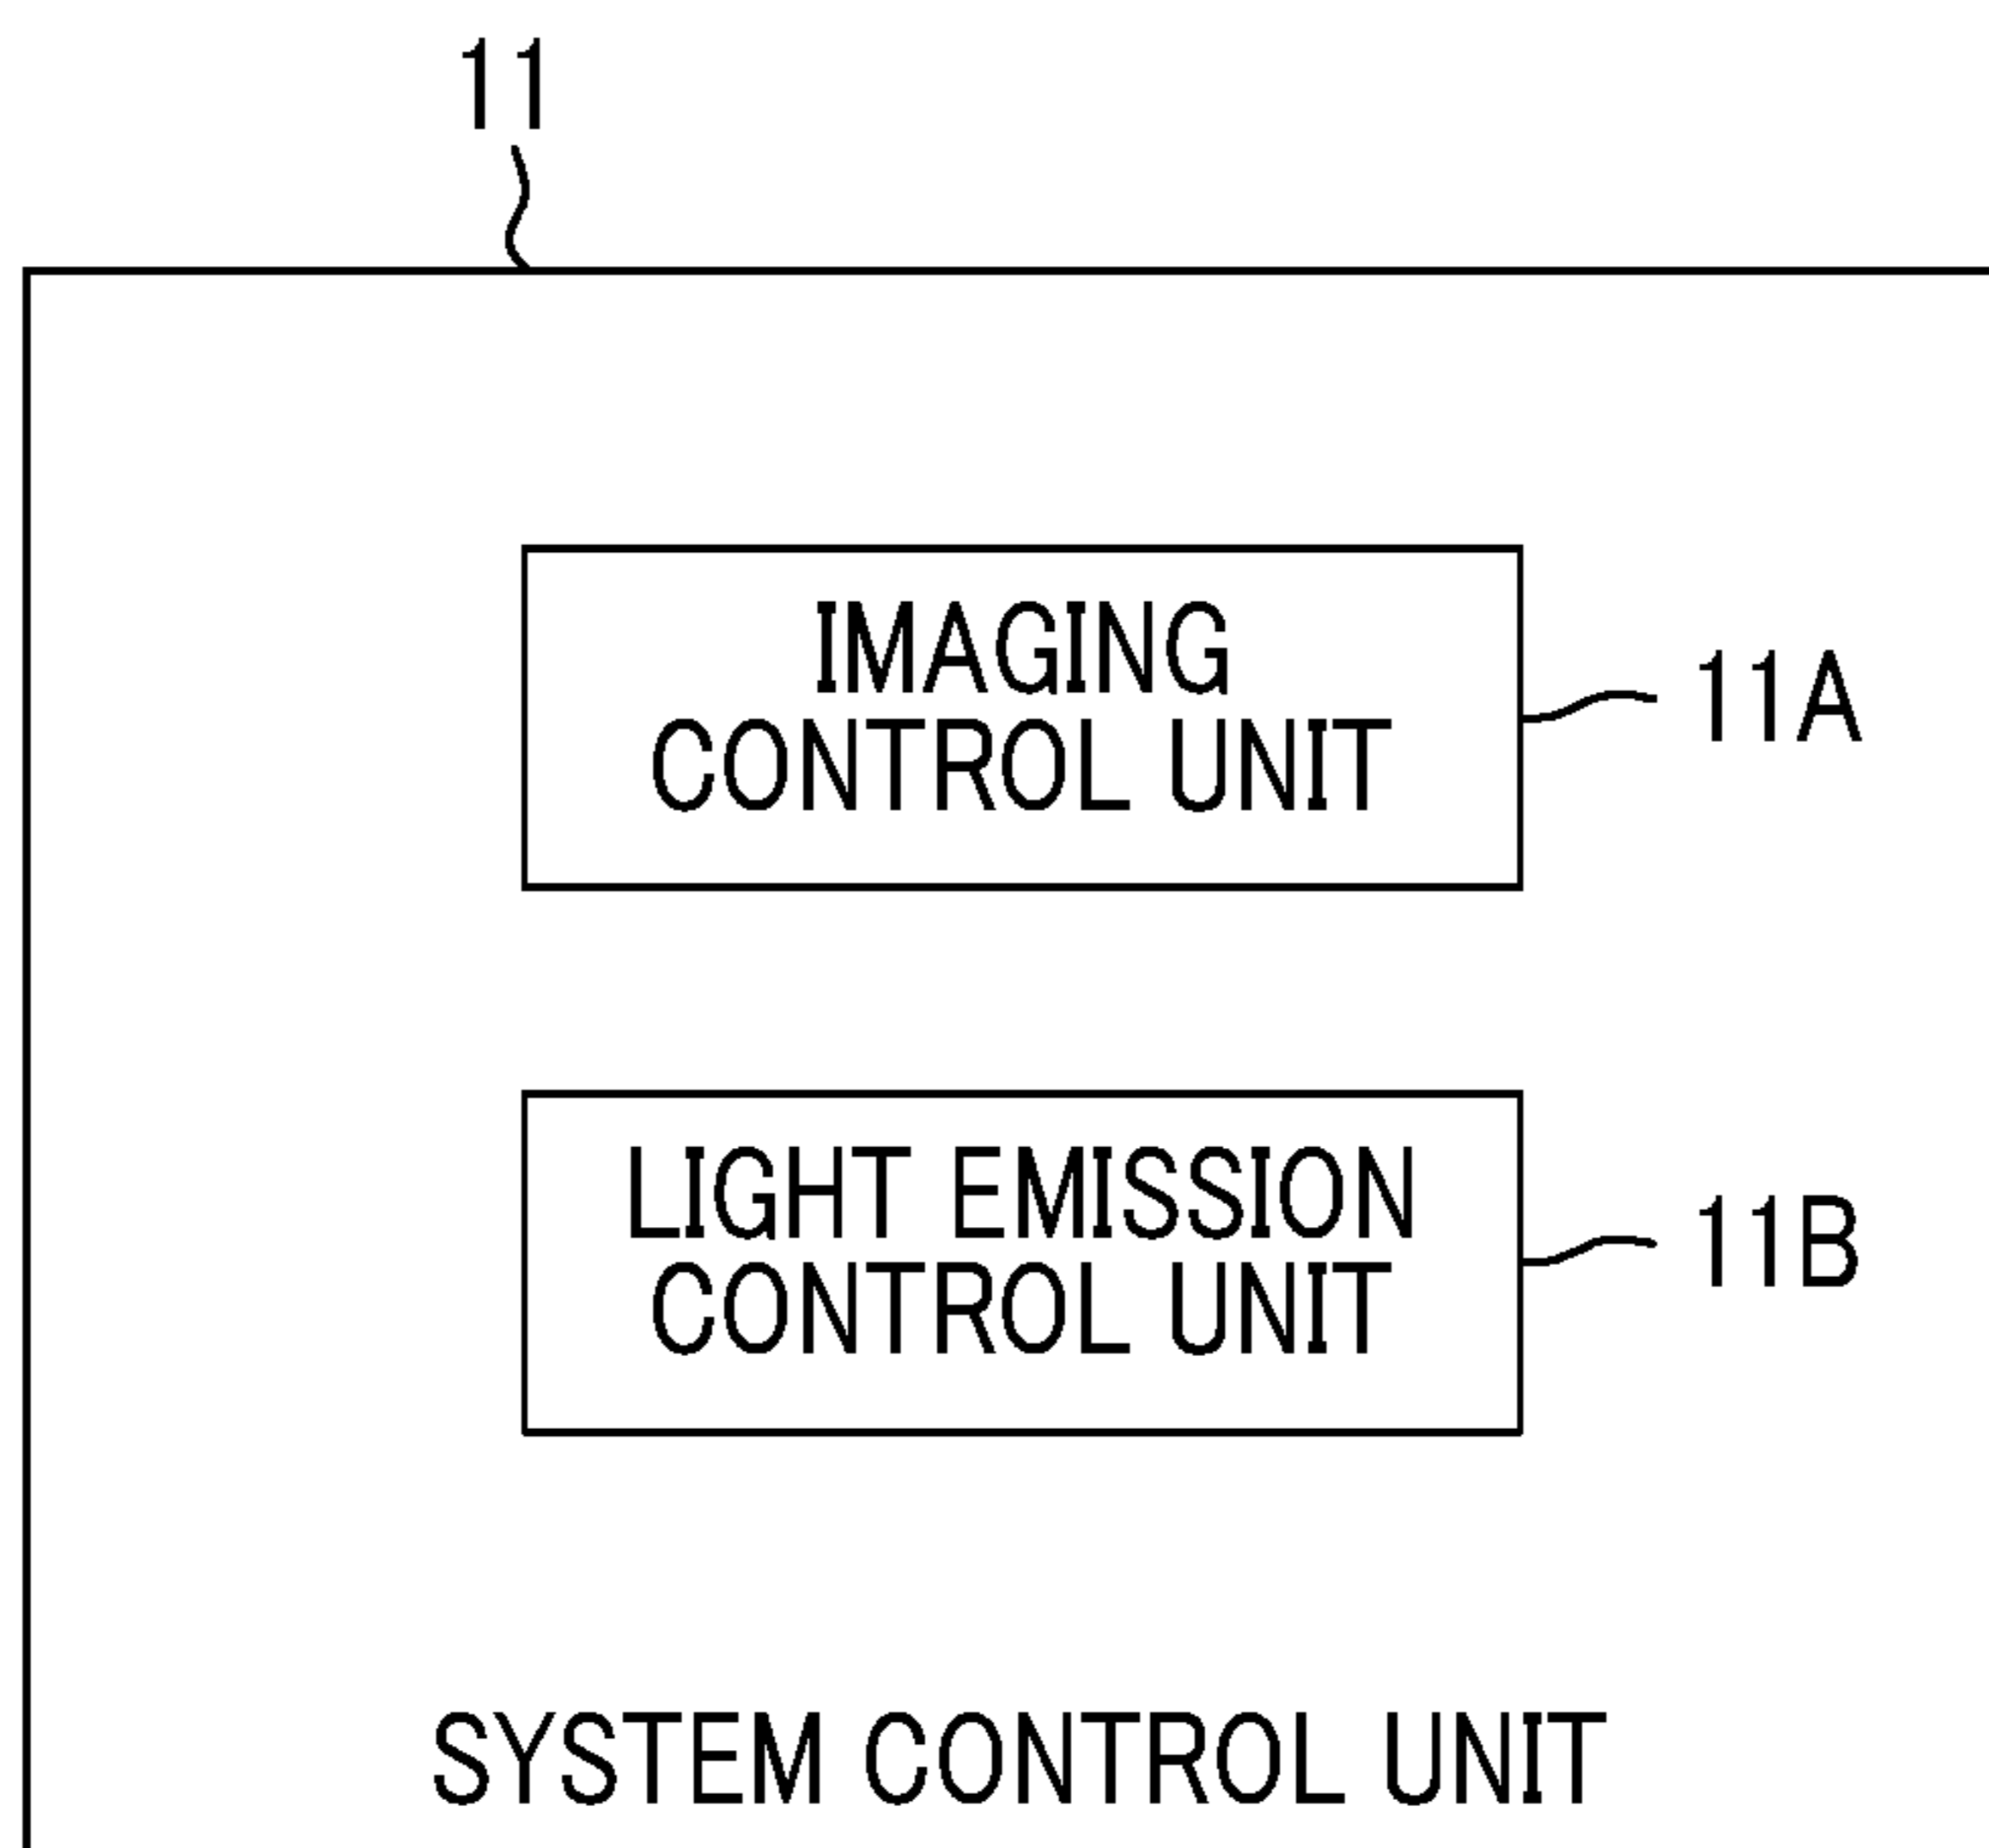 11
IMAGING
CONTROL UNIT
11A
LIGHT EMISSION
CONTROL UNIT
11B
SYSTEM CONTROL UNIT